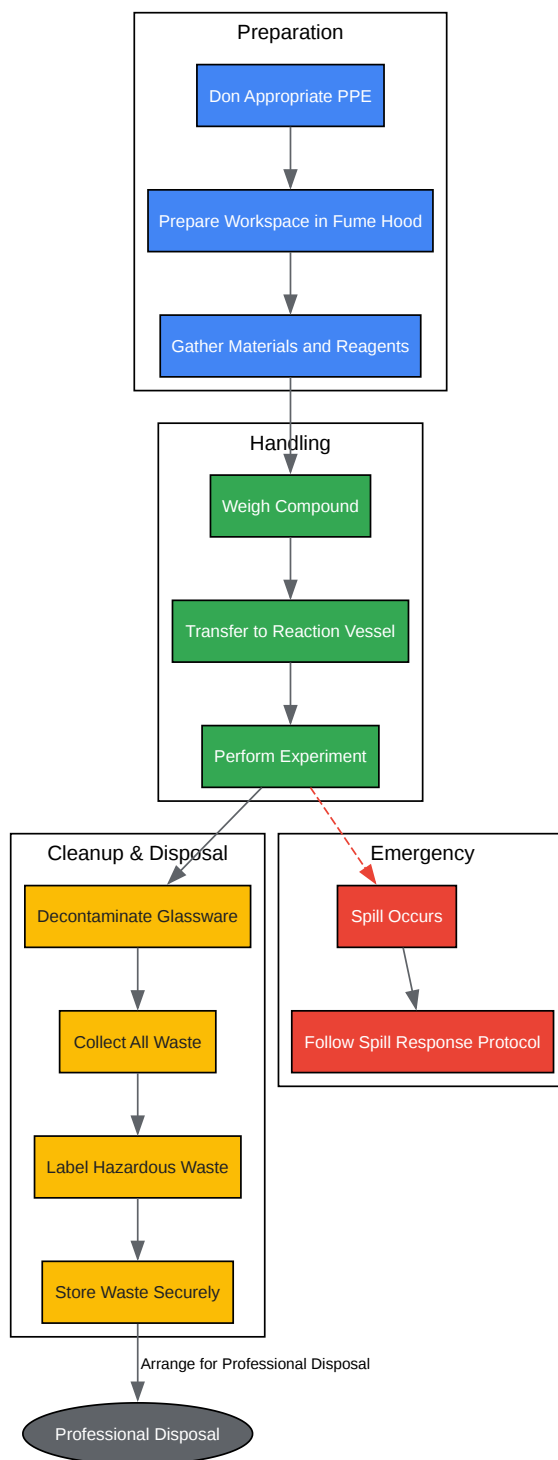 Preparation
Don Appropriate PPE
Prepare Workspace in Fume Hood
Gather Materials and Reagents
Handling
Weigh Compound
Transfer to Reaction Vessel
Perform Experiment
Cleanup & Disposal
Decontaminate Glassware
Collect All Waste
Label Hazardous Waste
Store Waste Securely
Emergency
Spill Occurs
Follow Spill Response Protocol
Arrange for Professional Disposal
Professional Disposal